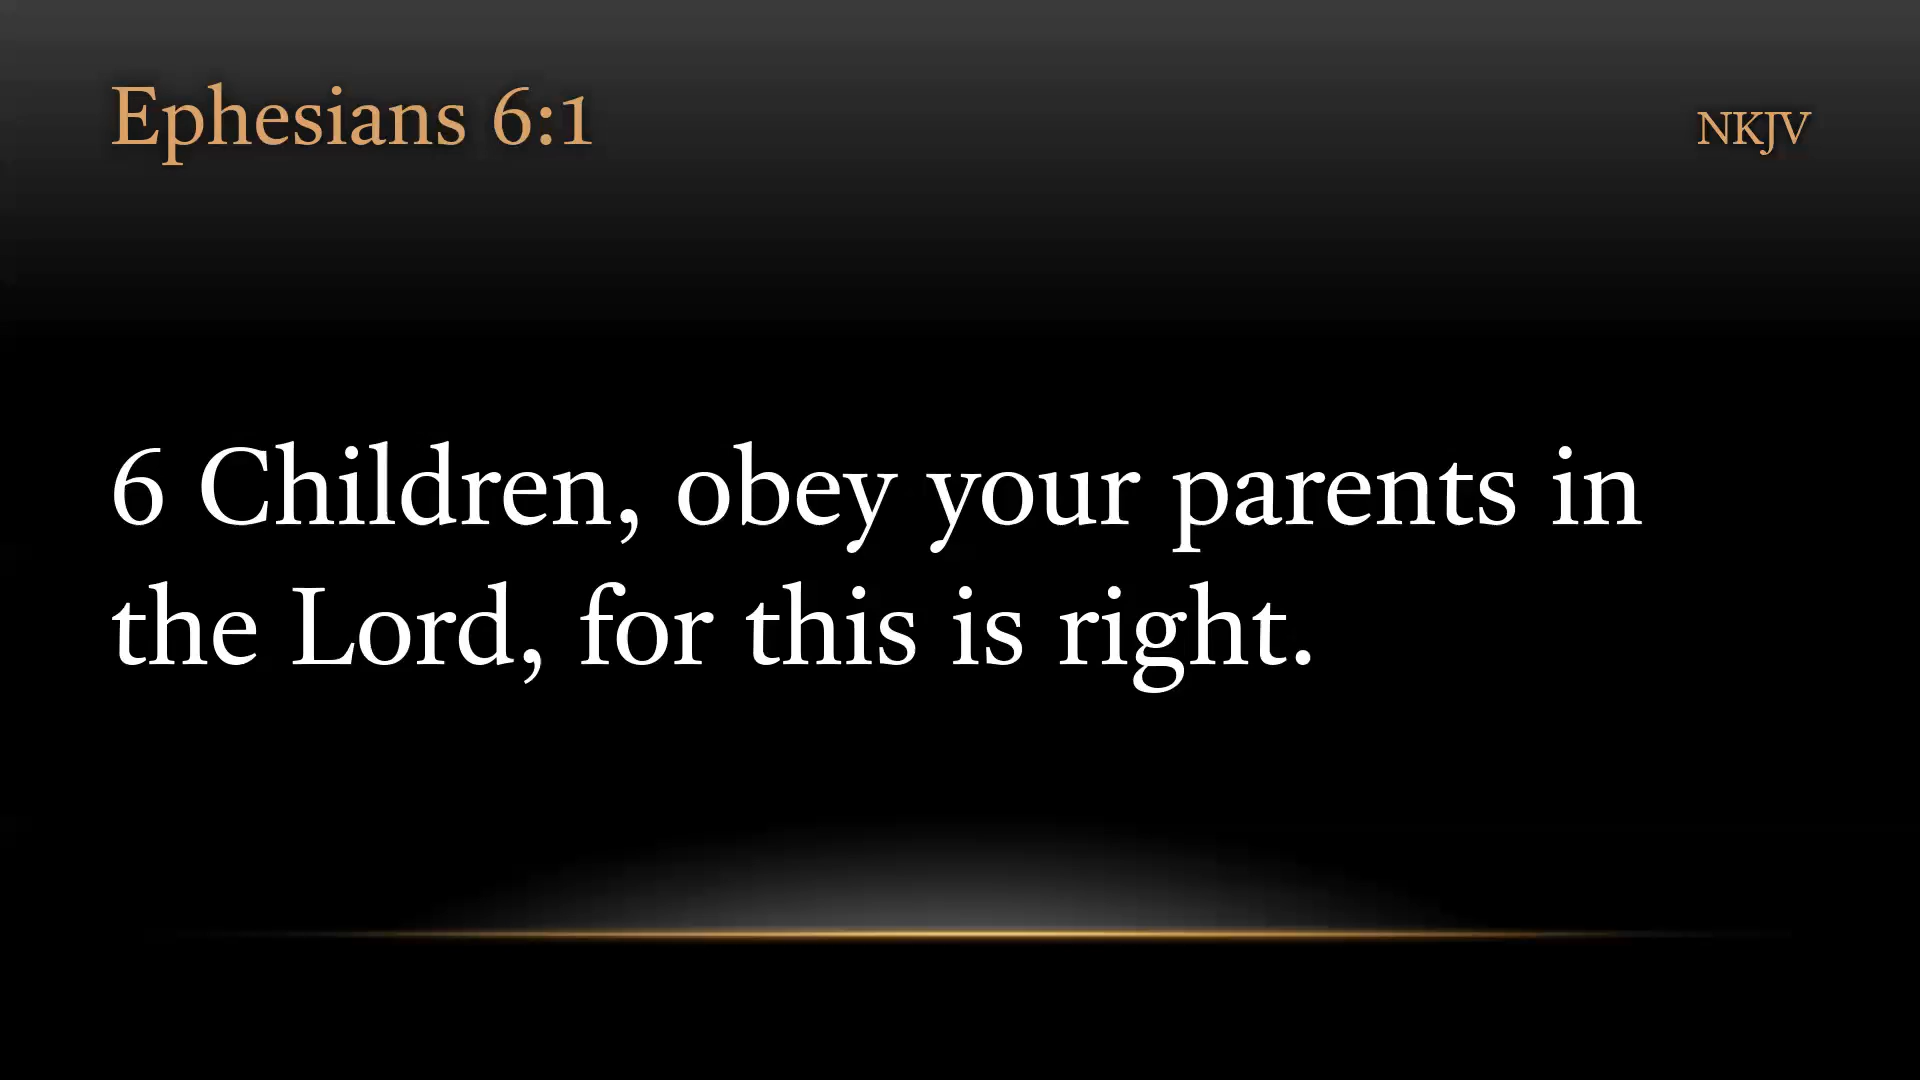 Ephesians 6:1
NKJV
6 Children, obey your parents in
the Lord, for this is right.